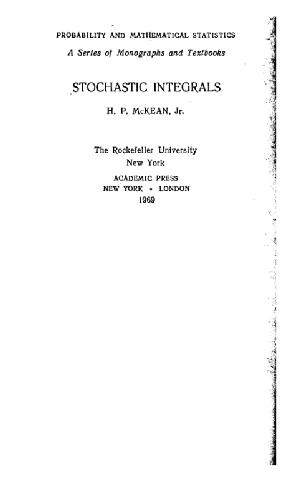 PROBABILITY AND MATHEMATICAL STATISTICS
A Series of Monographs and Textbooks
STOCHASTIC INTEGRALS
H. P. McKEAN, Jr.
The Rockefeller University
New York
ACADEMIC PRESS
NEW YORK • LONDON
1969